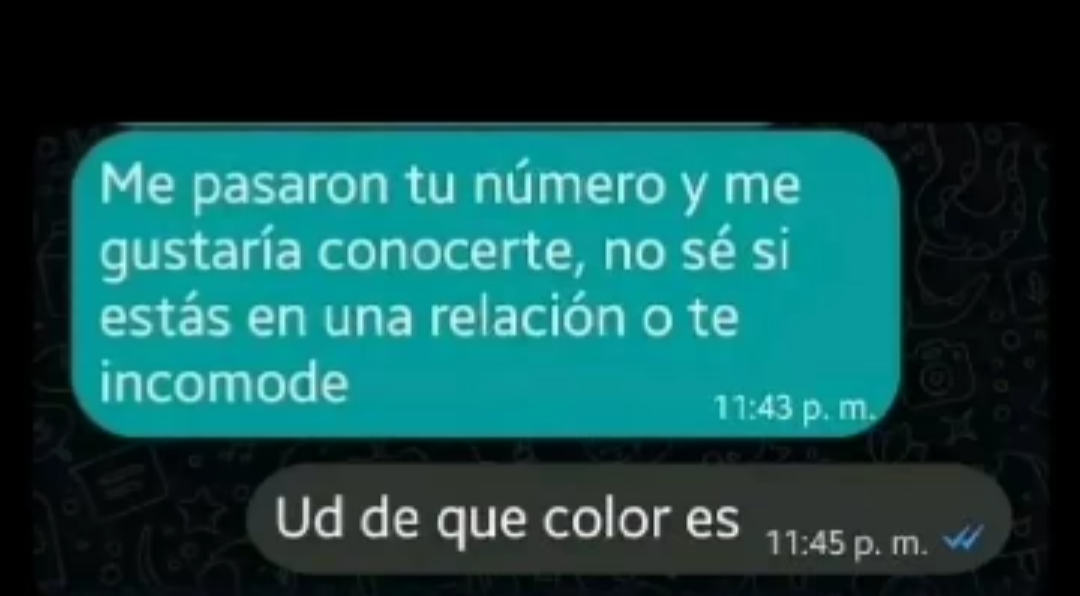 Me pasaron tu número y me
gustaría conocerte, no sé si
estás en una relación o te
incomode
11:43 p. m.
Ud de que color es
11:45 p. m.